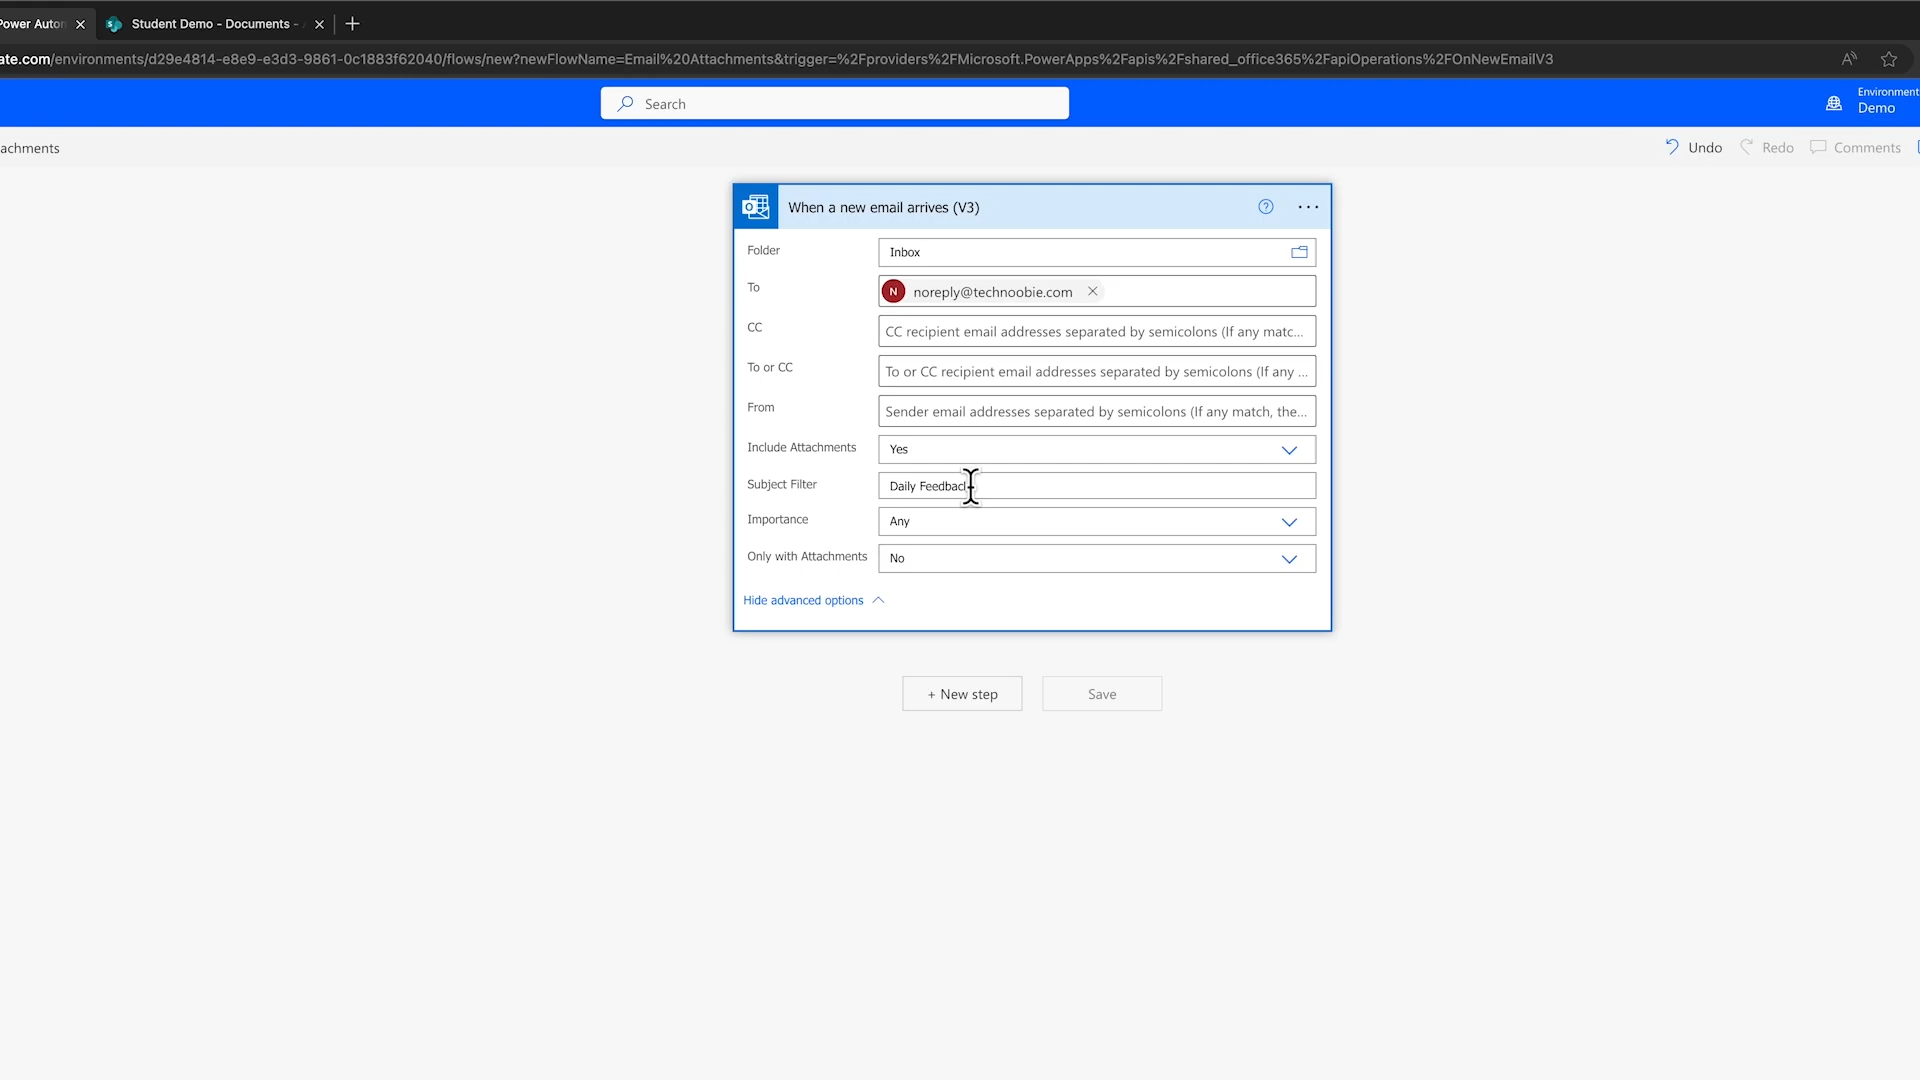 Power Auto
Student Demo - Documents -
ate.com/environments/d29e4814-e8e9-e3d3-9861-0c1883f62040/flows/new?newFlowName=Email%20Attachments&trigger=%2Fproviders%2FMicrosoft.PowerApps%2Fapis%2Fshared_office365%2FapiOperations%2FOnNewEmailV3
Search
Environment
Demo
achments
Undo
Redo
Comments
When a new email arrives (V3)
Folder
Inbox
To
N
noreply@technoobie.com
CC
CC recipient email addresses separated by semicolons (If any matc...
To or CC
To or CC recipient email addresses separated by semicolons (If any ...
From
Sender email addresses separated by semicolons (If any match, the...
Include Attachments
Yes
Subject Filter
Daily Feedback
Importance
Any
Only with Attachments
No
Hide advanced options
+ New step
Save